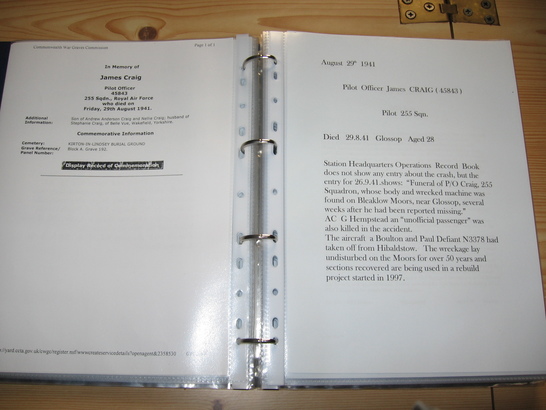 Commonwealth War Graves Commission
Page 1 of 1
In Memory of
James Craig
Pilot Officer
45843
255 Sqdn., Royal Air Force
who died on
Friday, 29th August 1941.
Additional Information:
Son of Andrew Anderson Craig and Nellie Craig; husband of
Stephanie Craig, of Belle Vue, Wakefield, Yorkshire.
Commemorative Information
Cemetery:
KIRTON-IN-LINDSEY BURIAL GROUND
Grave Reference/
Panel Number:
Block A. Grave 191.
Display Record of Commemoration
August 29th 1941
Pilot Officer James CRAIG ( 45843 )
Pilot 255 Sqn.
Died 29.8.41 Glossop Aged 28
Station Headquarters Operations Record Book
does not show any entry about the crash, but the
entry for 26.9.41.shows: "Funeral of P/O Craig, 255
Squadron, whose body and wrecked machine was
found on Bleaklow Moors, near Glossop, several
weeks after he had been reported missing."
AC G Hempstead an "unofficial passenger" was
also killed in the accident.
The aircraft a Boulton and Paul Defiant N3378 had
taken off from Hibaldstow. The wreckage lay
undisturbed on the Moors for over 50 years and
sections recovered are being used in a rebuild
project started in 1997.